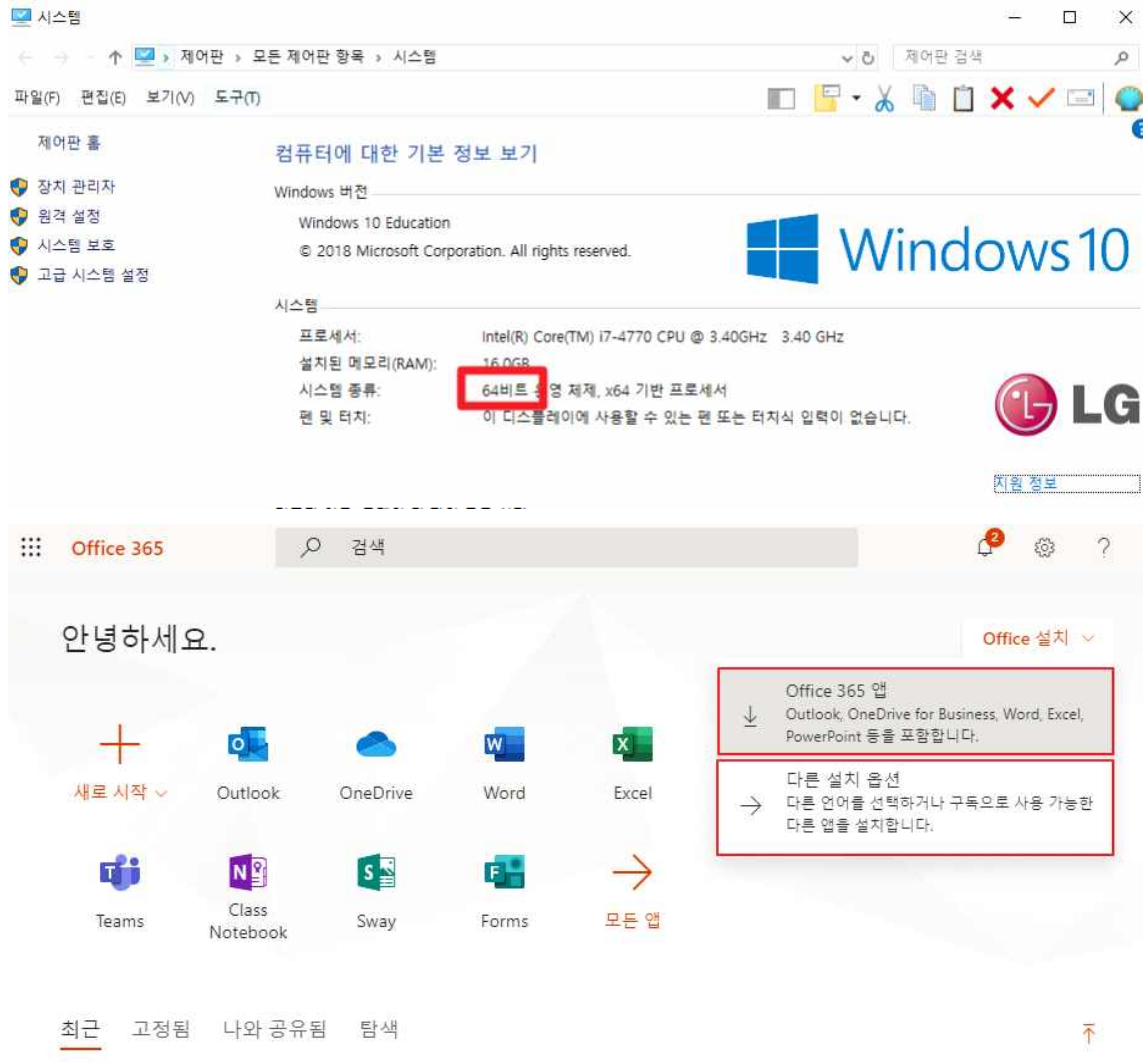 시스템
제어판 › 모든 제어판 항목 › 시스템
제어판 검색
파일(F) 편집(E) 보기(V) 도구(T)
제어판 홈
장치 관리자
원격 설정
시스템 보호
고급 시스템 설정
컴퓨터에 대한 기본 정보 보기
Windows 버전
Windows 10 Education
© 2018 Microsoft Corporation. All rights reserved.
Windows 10
시스템
프로세서: Intel(R) Core(TM) i7-4770 CPU @ 3.40GHz 3.40 GHz
설치된 메모리(RAM): 16.0GB
시스템 종류: 64비트 운영 체제, x64 기반 프로세서
펜 및 터치: 이 디스플레이에 사용할 수 있는 펜 또는 터치식 입력이 없습니다.
LG
지원 정보
Office 365
검색
2
?
안녕하세요.
Office 설치
Office 365 앱
Outlook, OneDrive for Business, Word, Excel,
PowerPoint 등을 포함합니다.
다른 설치 옵션
다른 언어를 선택하거나 구독으로 사용 가능한
다른 앱을 설치합니다.
새로 시작
Outlook
OneDrive
Word
Excel
Teams
Class
Notebook
Sway
Forms
모든 앱
최근 고정됨 나와 공유됨 탐색